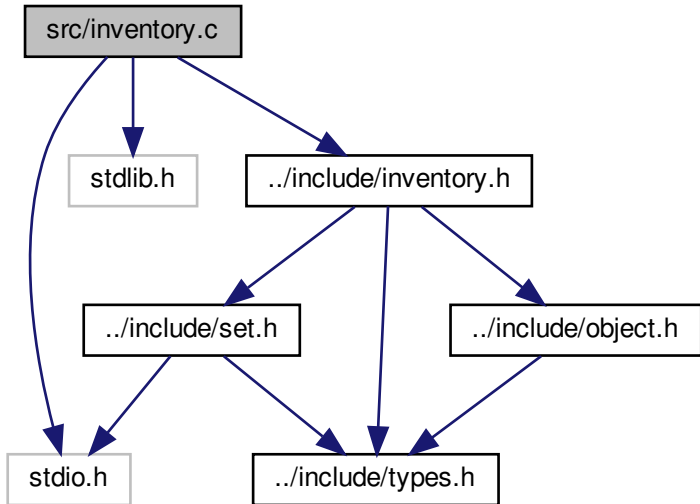 src/inventory.c
stdlib.h
../include/inventory.h
../include/set.h
../include/object.h
stdio.h
../include/types.h